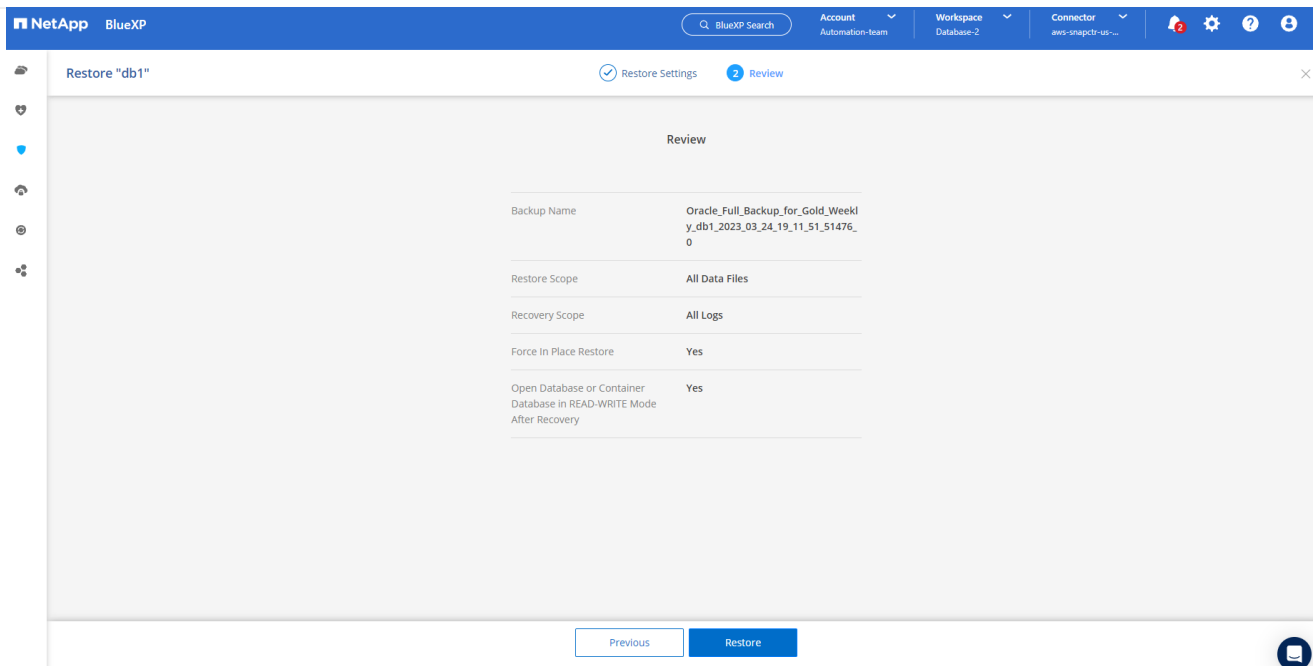 NetApp BlueXP
BlueXP Search
Account
Automation-team
Workspace
Database-2
Connector
aws-snapctr-us-...
2
Restore "db1"
Restore Settings
2 Review
Review
Backup Name
Oracle_Full_Backup_for_Gold_Weekl
y_db1_2023_03_24_19_11_51_51476_
0
Restore Scope
All Data Files
Recovery Scope
All Logs
Force In Place Restore
Yes
Open Database or Container
Database in READ-WRITE Mode
After Recovery
Yes
Previous
Restore